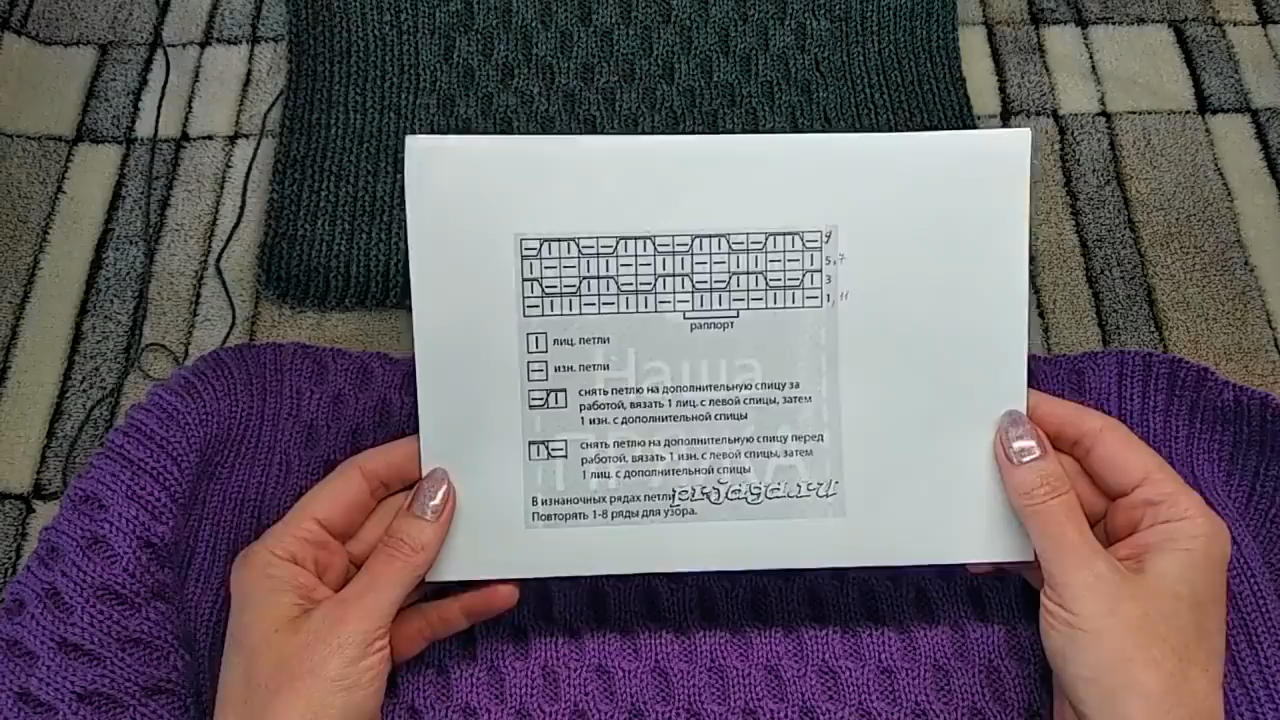 9
5,7
3
1, 11
раппорт
лиц. петли
изн. петли
снять петлю на дополнительную спицу за
работой, вязать 1 лиц. с левой спицы, затем
1 изн. с дополнительной спицы
снять петлю на дополнительную спицу перед
работой, вязать 1 изн. с левой спицы, затем
1 лиц. с дополнительной спицы
В изнаночных рядах петли
Повторять 1-8 ряды для узора.
Наша